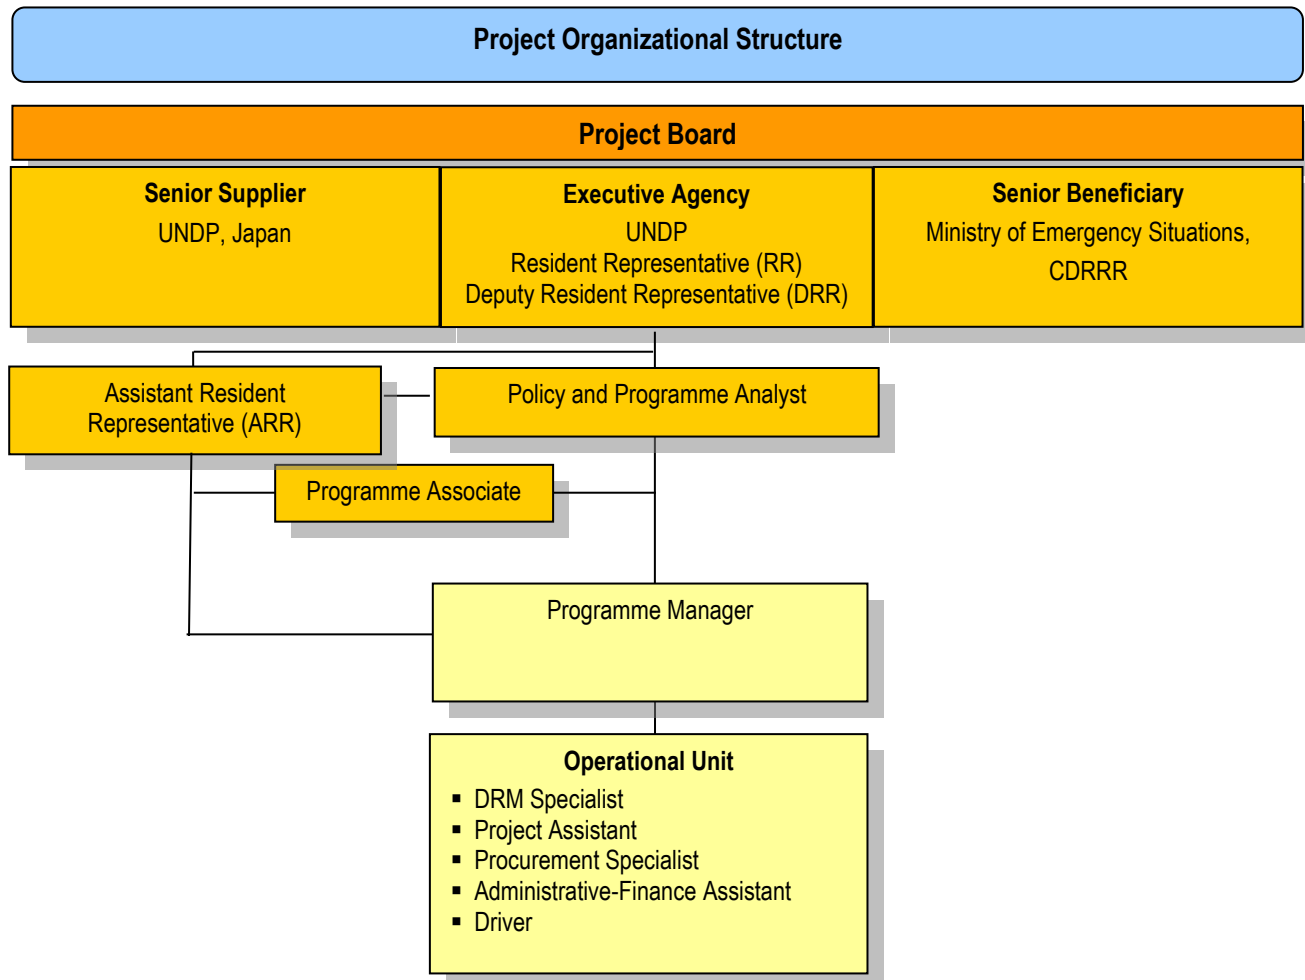 Project Organizational Structure
Project Board
Senior Supplier
UNDP, Japan
Executive Agency
UNDP
Resident Representative (RR)
Deputy Resident Representative (DRR)
Senior Beneficiary
Ministry of Emergency Situations,
CDRRR
Assistant Resident
Representative (ARR)
Policy and Programme Analyst
Programme Associate
Programme Manager
Operational Unit
▪ DRM Specialist
▪ Project Assistant
▪ Procurement Specialist
▪ Administrative-Finance Assistant
▪ Driver